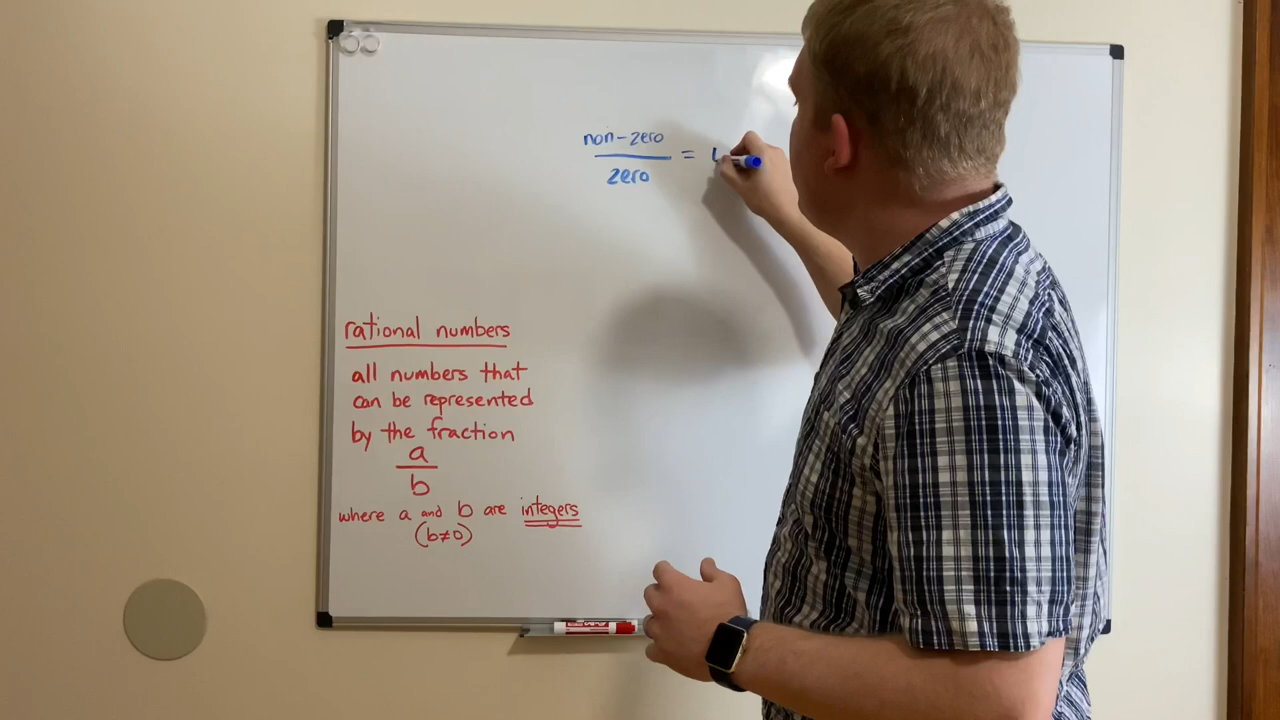 non-zero
zero
=
rational numbers
all numbers that
can be represented
by the fraction
a
b
where a and b are integers
(b≠0)